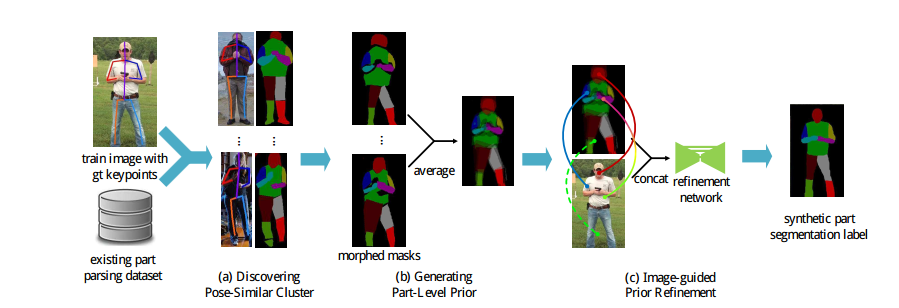 train image with
gt keypoints
existing part
parsing dataset
(a) Discovering
Pose-Similar Cluster
morphed masks
average
(b) Generating
Part-Level Prior
concat
refinement
network
(c) Image-guided
Prior Refinement
synthetic part
segmentation label